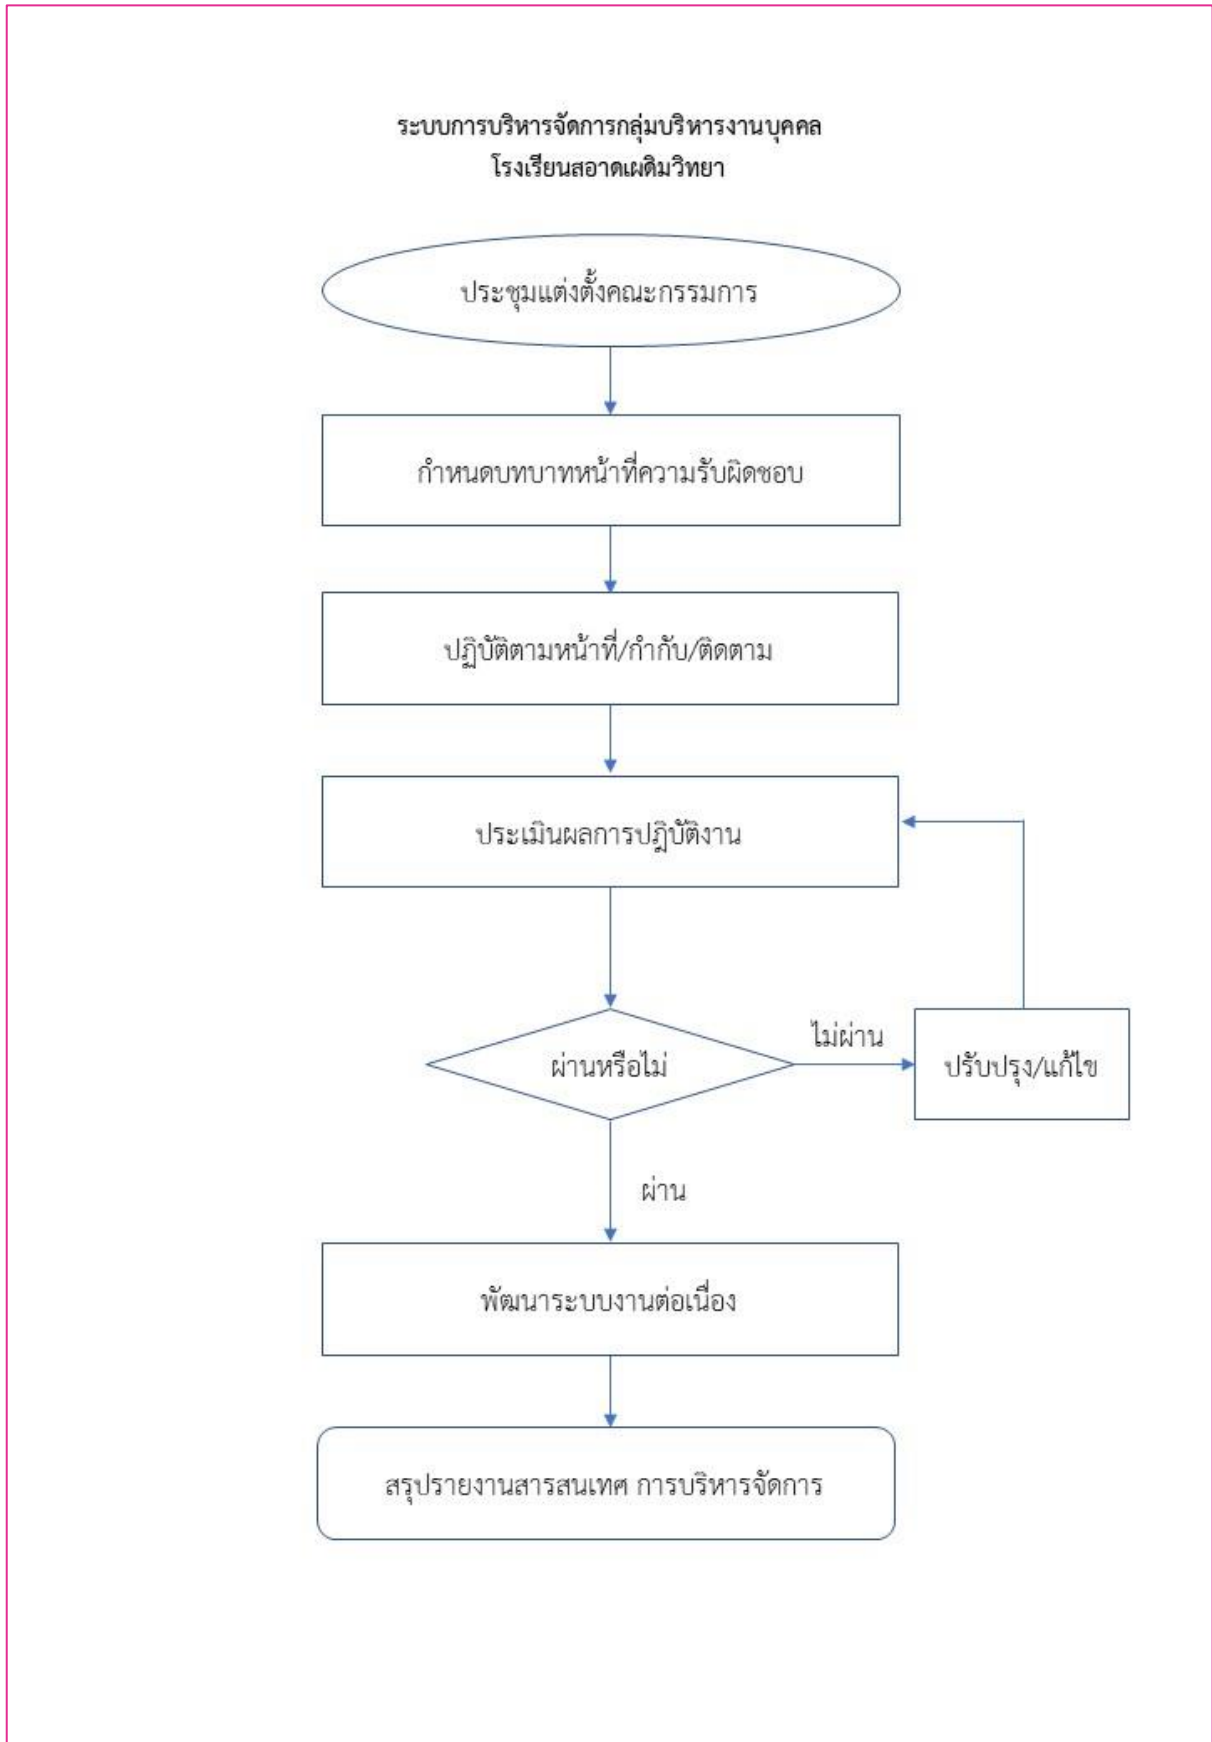 ระบบการบริหารจัดการกลุ่มบริหารงานบุคคล
โรงเรียนสอาดเผดิมวิทยา
ประชุมแต่งตั้งคณะกรรมการ
กำหนดบทบาทหน้าที่ความรับผิดชอบ
ปฏิบัติตามหน้าที่/กำกับ/ติดตาม
ประเมินผลการปฏิบัติงาน
ผ่านหรือไม่
ไม่ผ่าน
ปรับปรุง/แก้ไข
ผ่าน
พัฒนาระบบงานต่อเนื่อง
สรุปรายงานสารสนเทศ การบริหารจัดการ